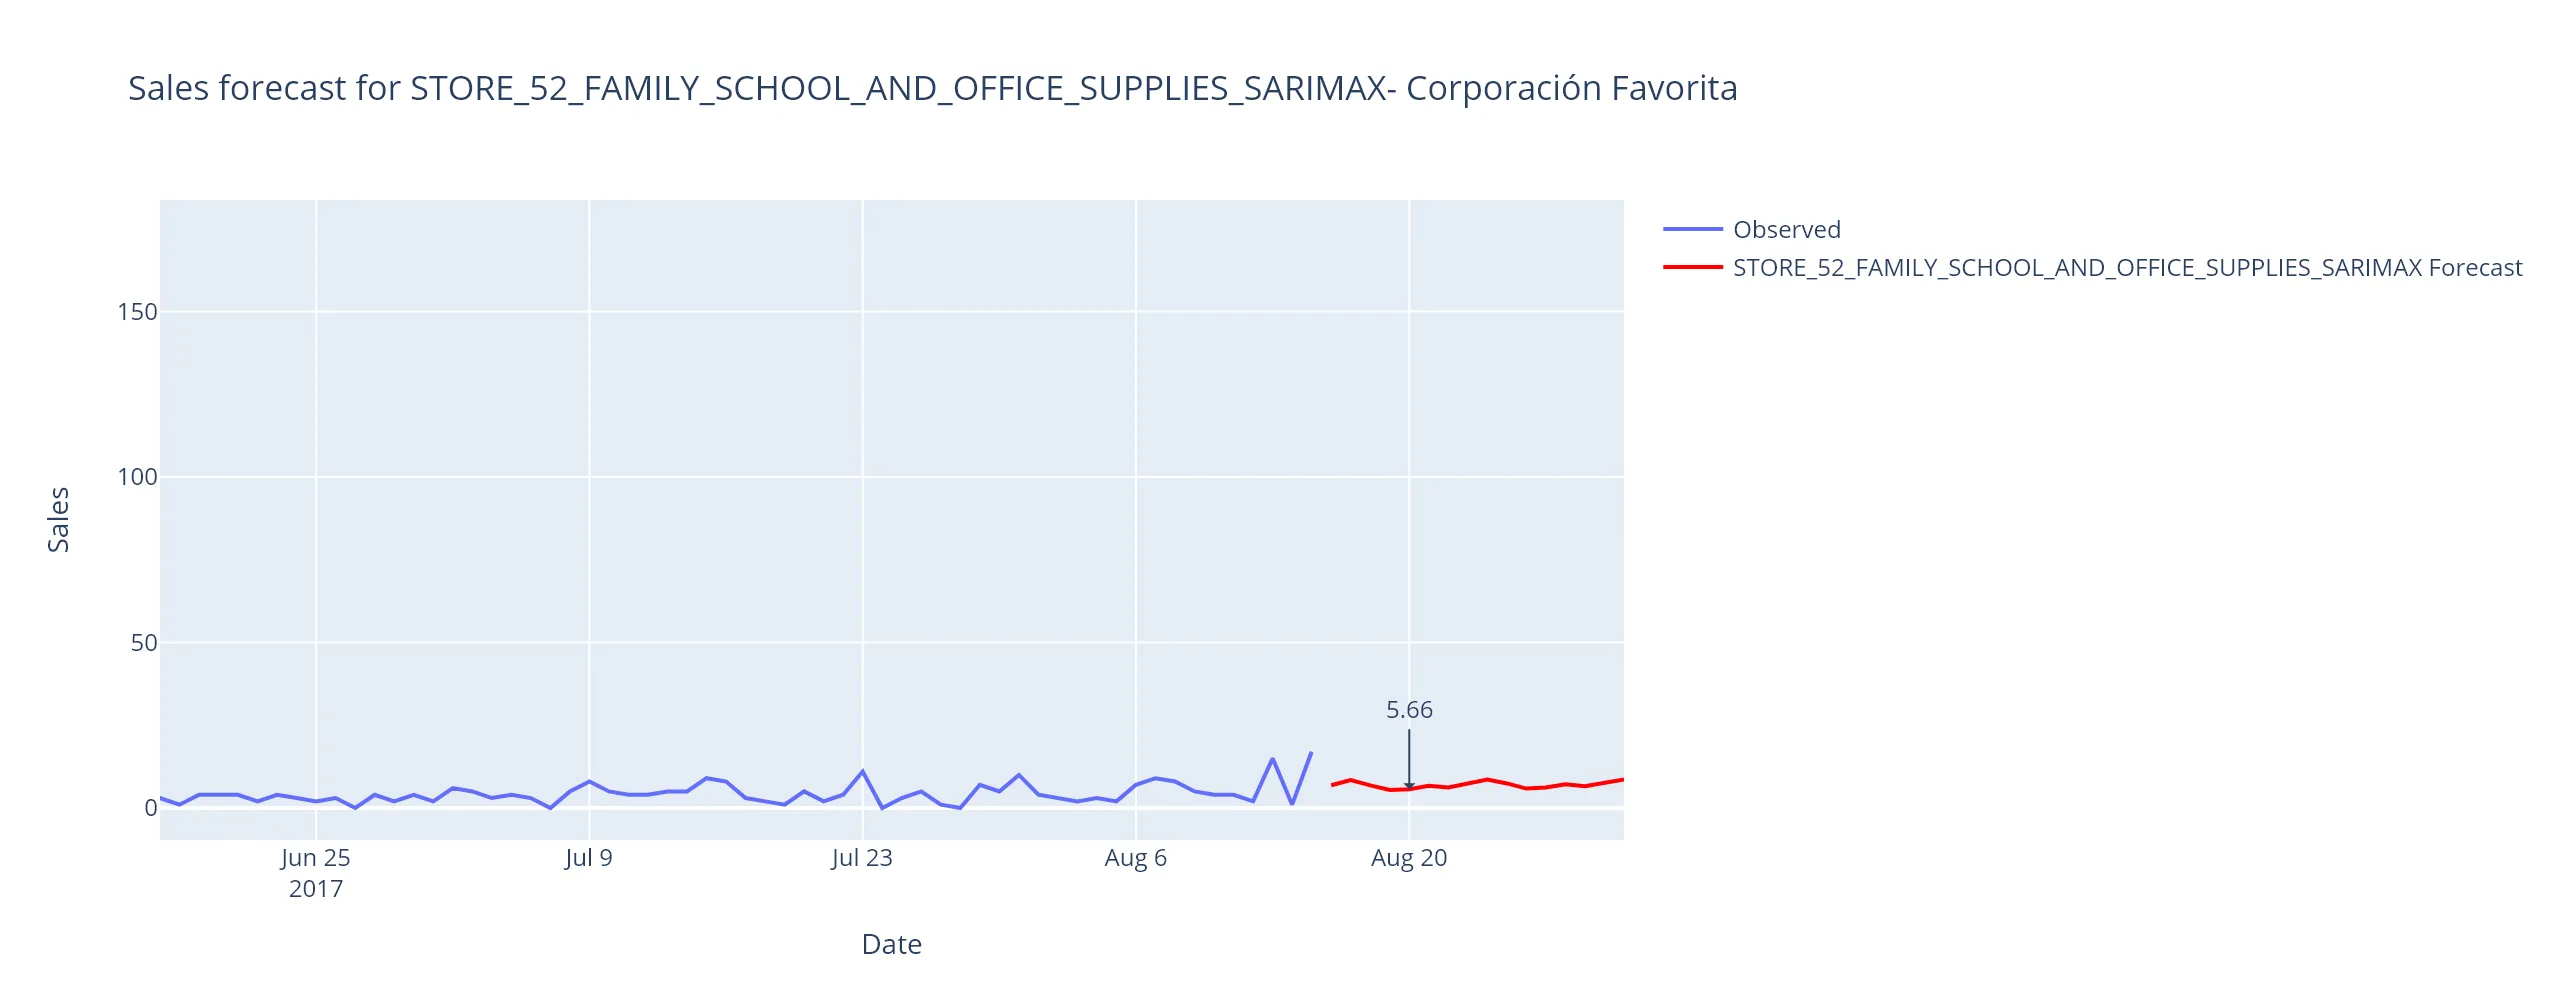 Sales forecast for STORE_52_FAMILY_SCHOOL_AND_OFFICE_SUPPLIES_SARIMAX- Corporación Favorita
Observed
STORE_52_FAMILY_SCHOOL_AND_OFFICE_SUPPLIES_SARIMAX Forecast
150
100
50
0
Sales
5.66
Jun 25
2017
Jul 9
Jul 23
Aug 6
Aug 20
Date